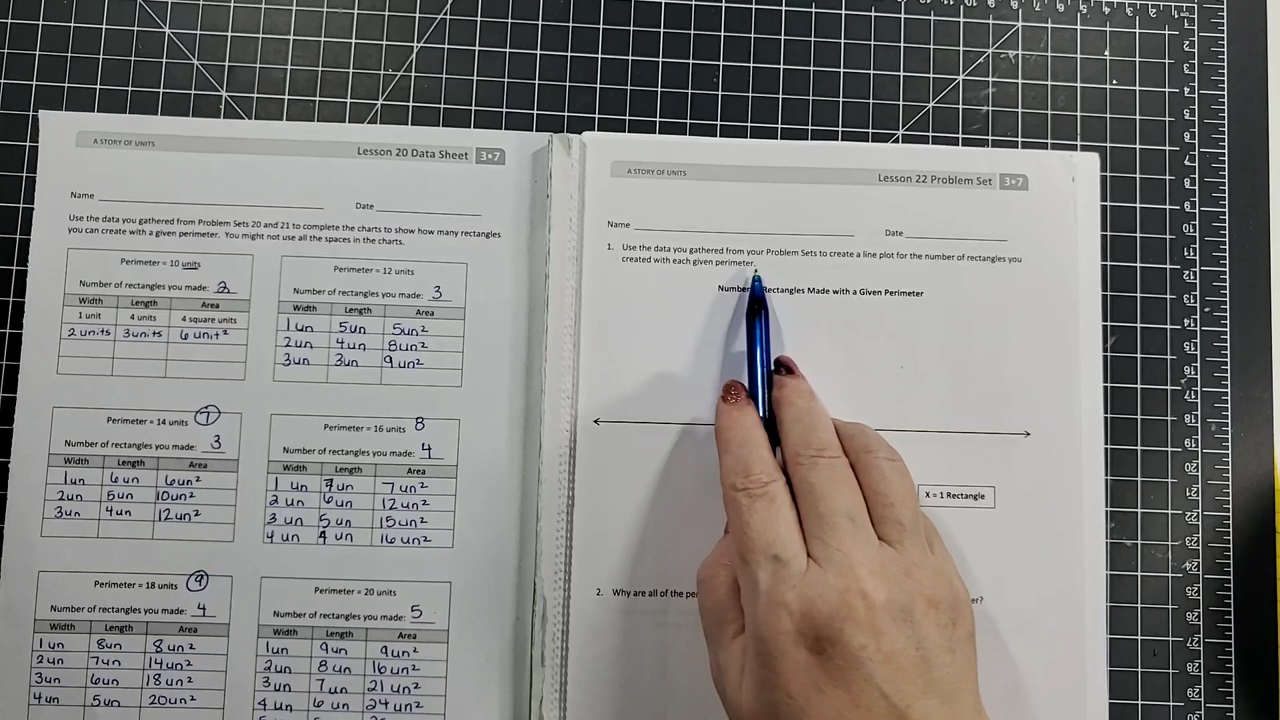 A STORY OF UNITS
Lesson 20 Data Sheet 3•7
Name
Date
Use the data you gathered from Problem Sets 20 and 21 to complete the charts to show how many rectangles
you can create with a given perimeter. You might not use all the spaces in the charts.
Perimeter = 10 units
Number of rectangles you made: 2
Width Length Area
1 unit 4 units 4 square units
2 units 3 units 6 unit²
Perimeter = 12 units
Number of rectangles you made: 3
Width Length Area
1 un 5 un 5 un²
2 un 4 un 8 un²
3 un 3 un 9 un²
Perimeter = 14 units 7
Number of rectangles you made: 3
Width Length Area
1 un 6 un 6 un²
2 un 5 un 10 un²
3 un 4 un 12 un²
Perimeter = 16 units 8
Number of rectangles you made: 4
Width Length Area
1 un 7 un 7 un²
2 un 6 un 12 un²
3 un 5 un 15 un²
4 un 4 un 16 un²
Perimeter = 18 units 9
Number of rectangles you made: 4
Width Length Area
1 un 8 un 8 un²
2 un 7 un 14 un²
3 un 6 un 18 un²
4 un 5 un 20 un²
Perimeter = 20 units
Number of rectangles you made: 5
Width Length Area
1 un 9 un 9 un²
2 un 8 un 16 un²
3 un 7 un 21 un²
4 un 6 un 24 un²
A STORY OF UNITS
Lesson 22 Problem Set 3•7
Name
Date
1. Use the data you gathered from your Problem Sets to create a line plot for the number of rectangles you
created with each given perimeter.
Number Rectangles Made with a Given Perimeter
X = 1 Rectangle
2. Why are all of the